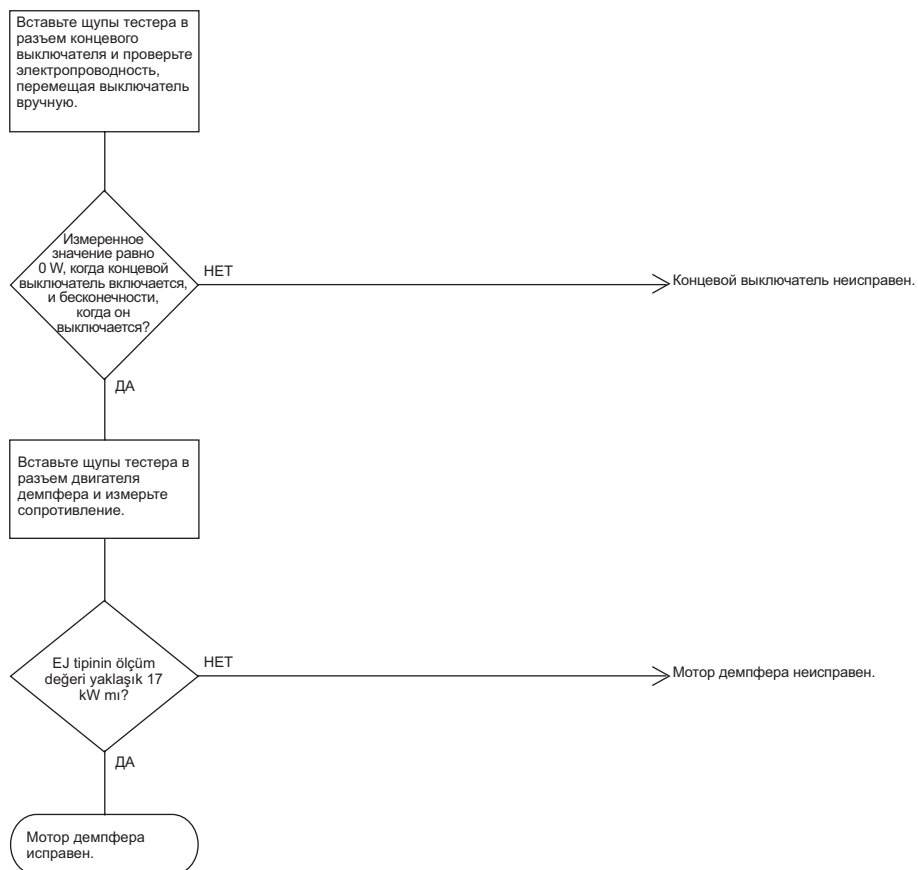 Вставьте щупы тестера в
разъем концевого
выключателя и проверьте
электропроводность,
перемещая выключатель
вручную.
Измеренное
значение равно
0 W, когда концевой
выключатель включается,
и бесконечности,
когда он
выключается?
НЕТ
Концевой выключатель неисправен.
ДА
Вставьте щупы тестера в
разъем двигателя
демпфера и измерьте
сопротивление.
EJ tipinin ölçüm
değeri yaklaşık 17
kW mı?
НЕТ
Мотор демпфера неисправен.
ДА
Мотор демпфера
исправен.